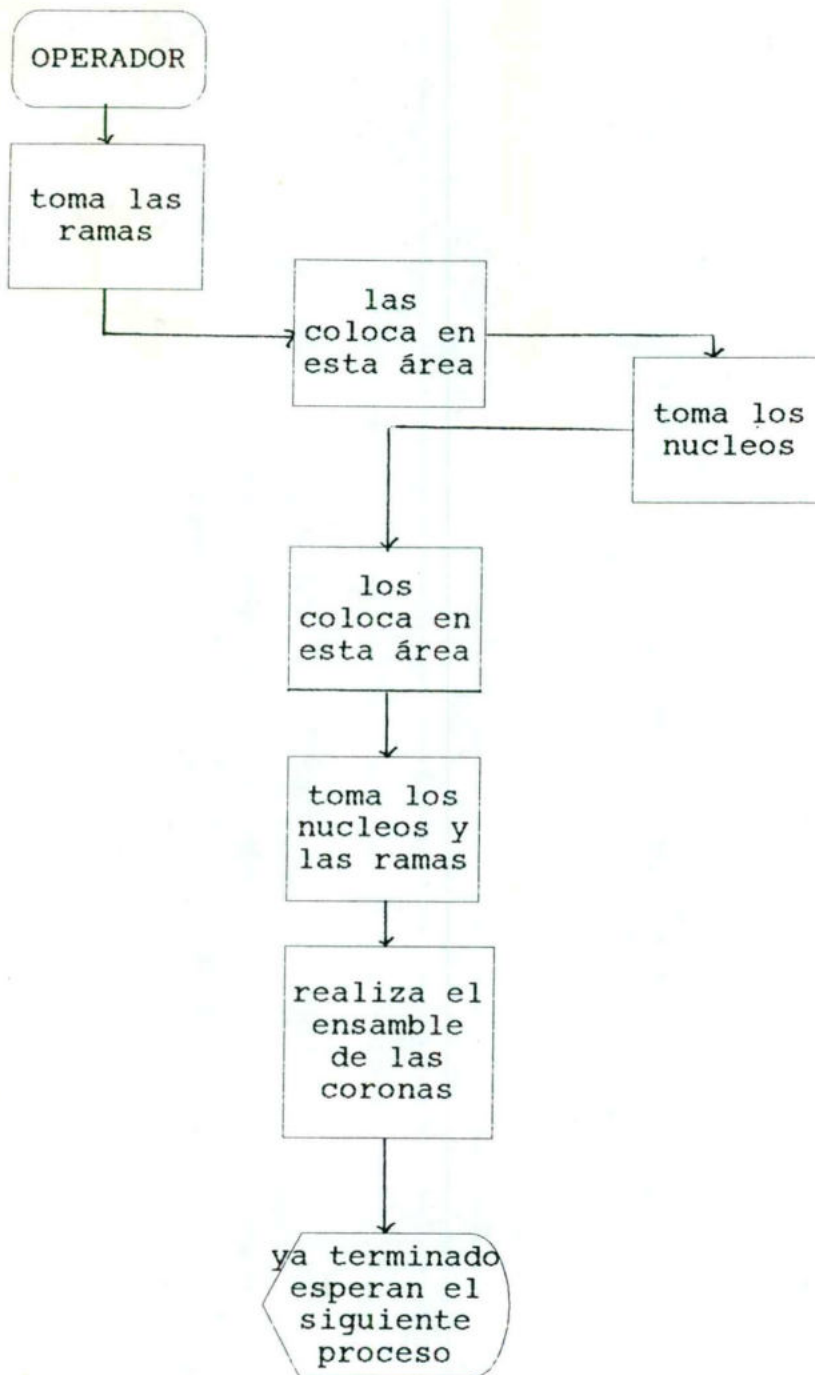 OPERADOR
toma las
ramas
las
coloca en
esta área
toma los
nucleos
los
coloca en
esta área
toma los
nucleos y
las ramas
realiza el
ensamble
de las
coronas
ya terminado
esperan el
siguiente
proceso